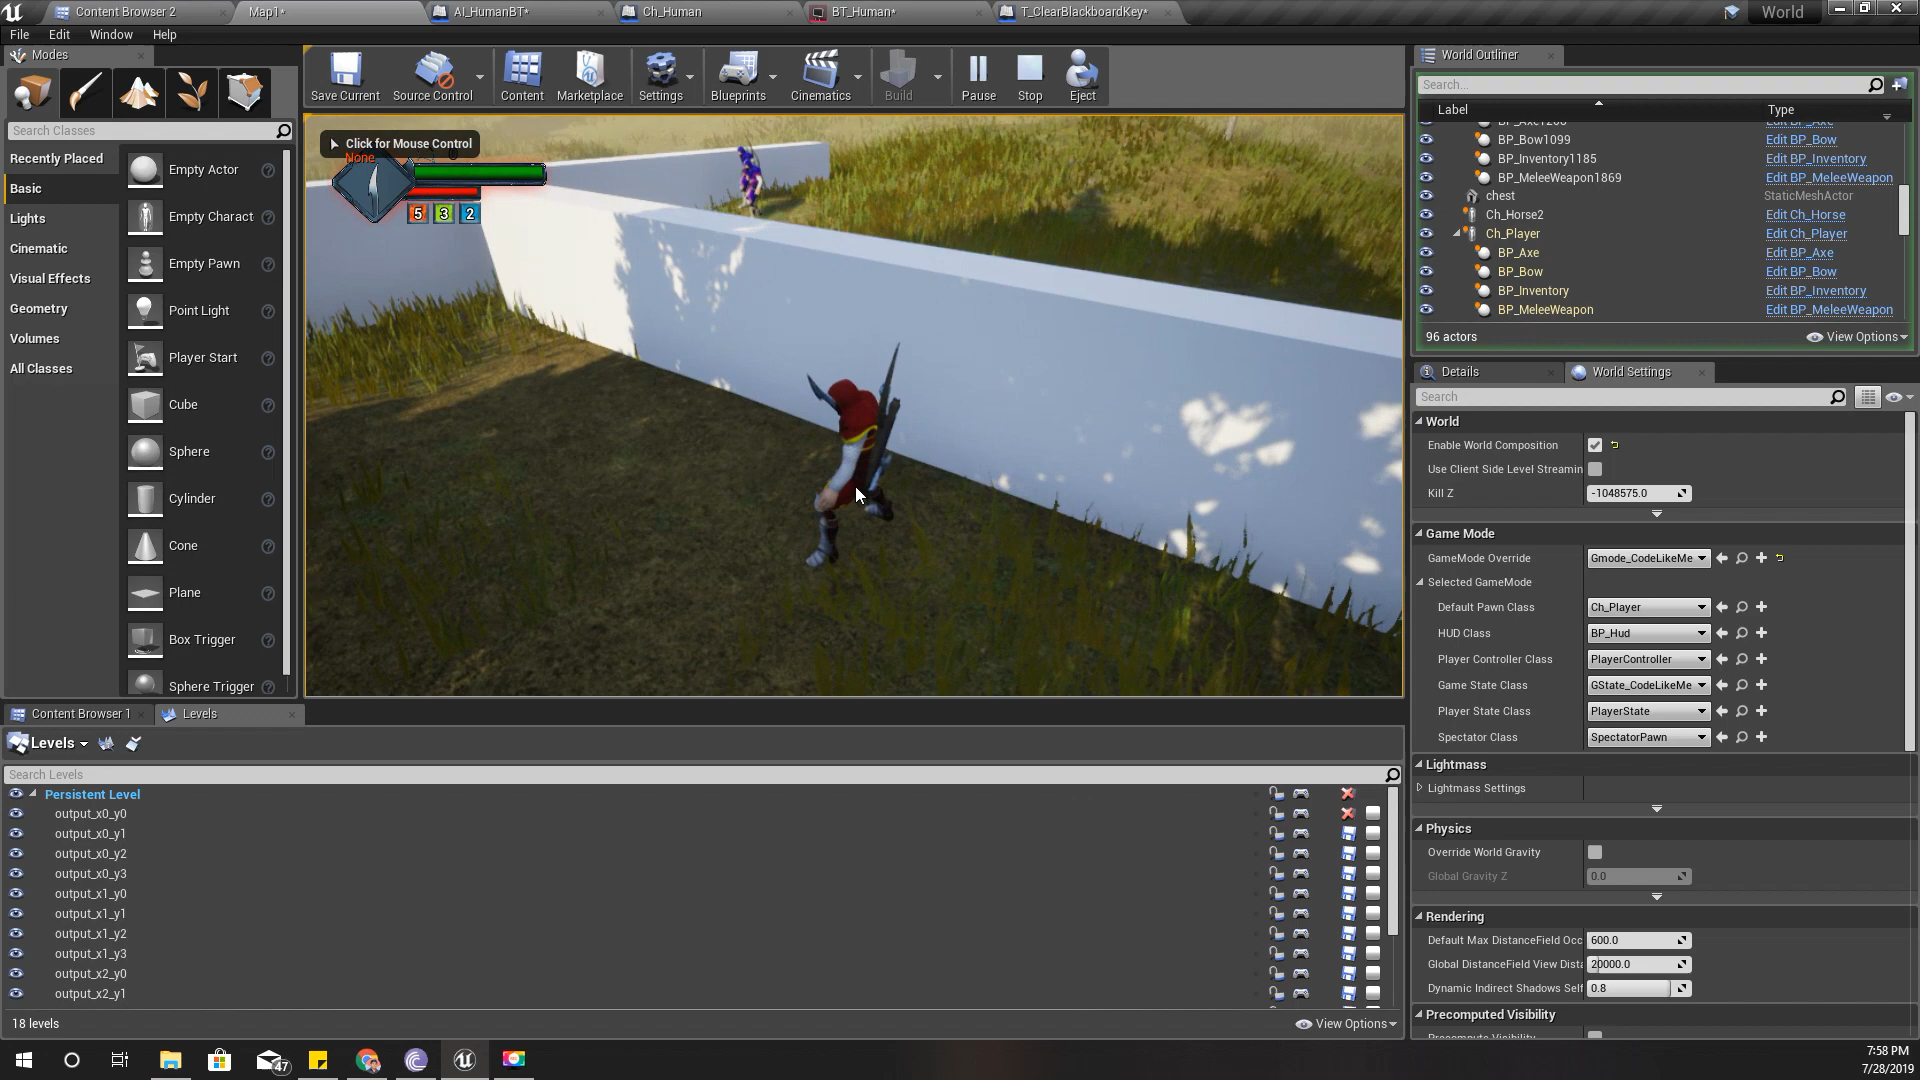 Content Browser 2
Map1*
AI_HumanBT*
Ch_Human
BT_Human*
T_ClearBlackboardKey*
World
File Edit Window Help
Modes
Search Classes
Recently Placed
Basic
Lights
Cinematic
Visual Effects
Geometry
Volumes
All Classes
Empty Actor
Empty Charact
Empty Pawn
Point Light
Player Start
Cube
Sphere
Cylinder
Cone
Plane
Box Trigger
Sphere Trigger
Save Current
Source Control
Content
Marketplace
Settings
Blueprints
Cinematics
Build
Pause
Stop
Eject
Click for Mouse Control
None
5 3 2
World Outliner
Search...
Label Type
BP_Bow1099 Edit BP_Bow
BP_Inventory1185 Edit BP_Inventory
BP_MeleeWeapon1869 Edit BP_MeleeWeapon
chest StaticMeshActor
Ch_Horse2 Edit Ch_Horse
Ch_Player Edit Ch_Player
BP_Axe Edit BP_Axe
BP_Bow Edit BP_Bow
BP_Inventory Edit BP_Inventory
BP_MeleeWeapon Edit BP_MeleeWeapon
96 actors
View Options
Details
World Settings
Search
World
Enable World Composition
Use Client Side Level Streamin
Kill Z -1048575.0
Game Mode
GameMode Override Gmode_CodeLikeMe
Selected GameMode
Default Pawn Class Ch_Player
HUD Class BP_Hud
Player Controller Class PlayerController
Game State Class GState_CodeLikeMe
Player State Class PlayerState
Spectator Class SpectatorPawn
Lightmass
Lightmass Settings
Physics
Override World Gravity
Global Gravity Z 0.0
Rendering
Default Max DistanceField Occ 600.0
Global DistanceField View Dista 20000.0
Dynamic Indirect Shadows Self 0.8
Precomputed Visibility
Content Browser 1
Levels
Levels
Search Levels
Persistent Level
output_x0_y0
output_x0_y1
output_x0_y2
output_x0_y3
output_x1_y0
output_x1_y1
output_x1_y2
output_x1_y3
output_x2_y0
output_x2_y1
18 levels
View Options
47
7:58 PM
7/28/2019